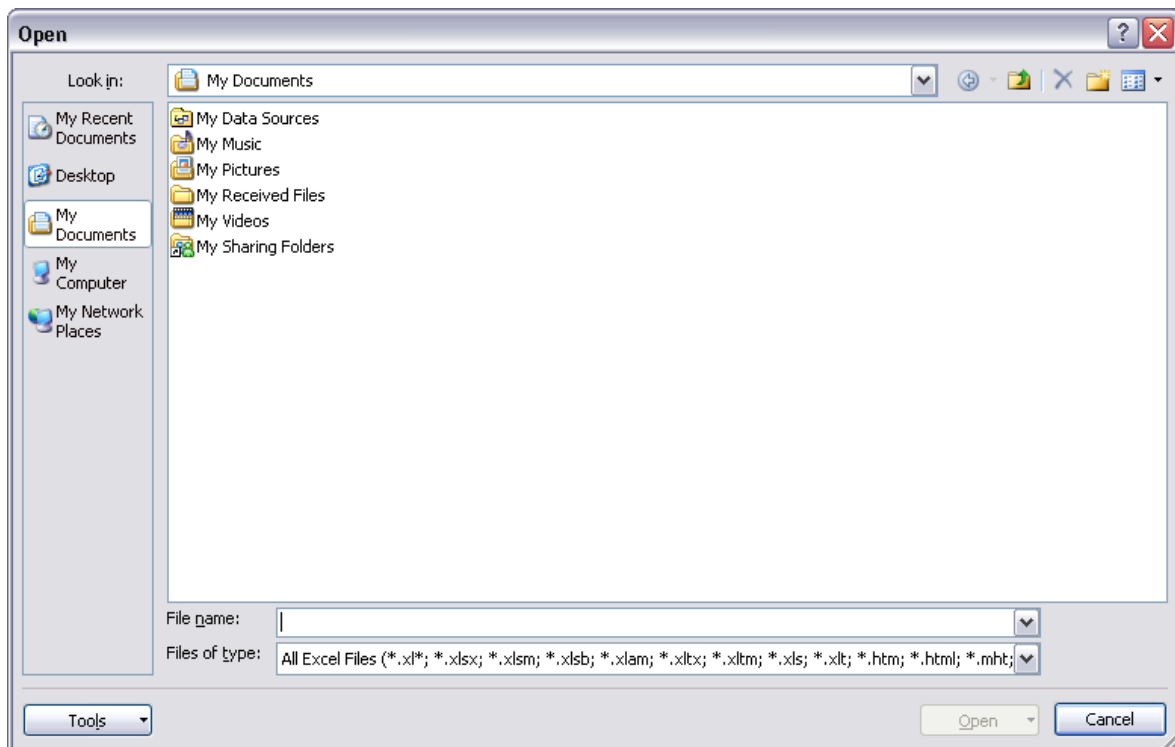 Open
Look in:
My Documents
My Recent
Documents
Desktop
My
Documents
My
Computer
My Network
Places
My Data Sources
My Music
My Pictures
My Received Files
My Videos
My Sharing Folders
File name:
Files of type:
All Excel Files (*.xl*; *.xlsx; *.xlsm; *.xlsb; *.xlam; *.xltx; *.xltm; *.xls; *.xlt; *.htm; *.html; *.mht;
Tools
Open
Cancel